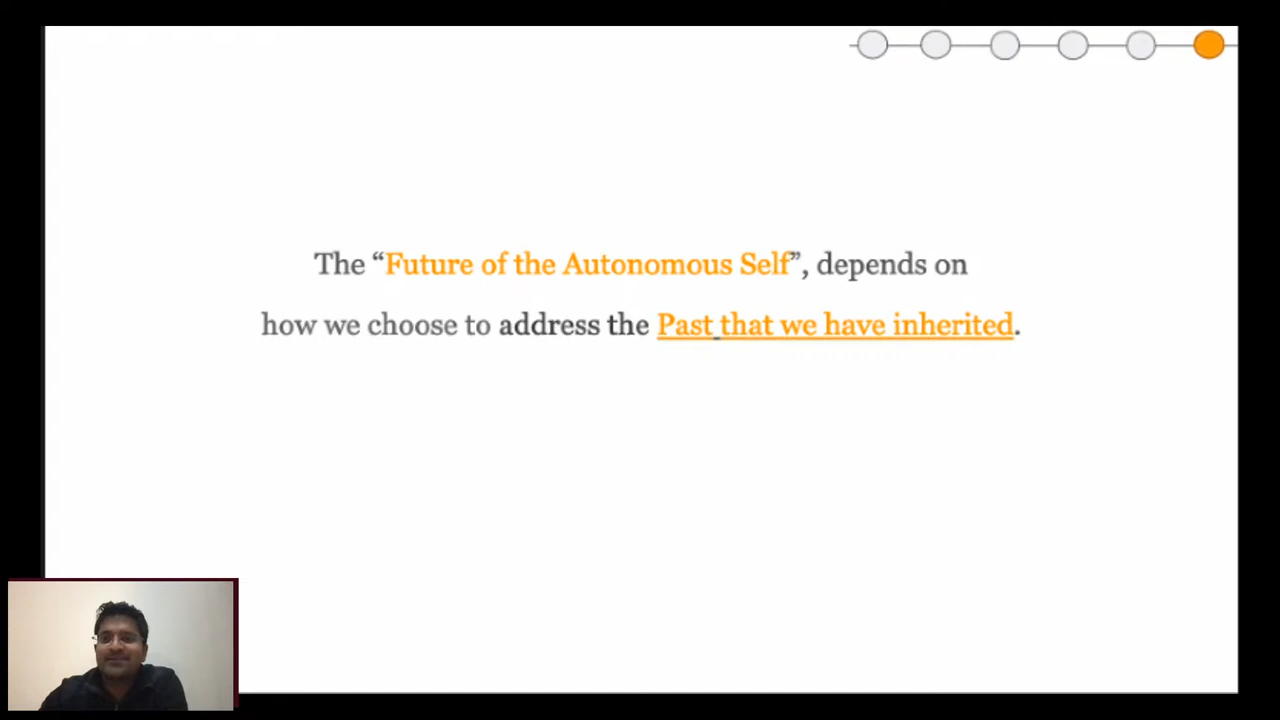 The “Future of the Autonomous Self”, depends on
how we choose to address the Past that we have inherited.